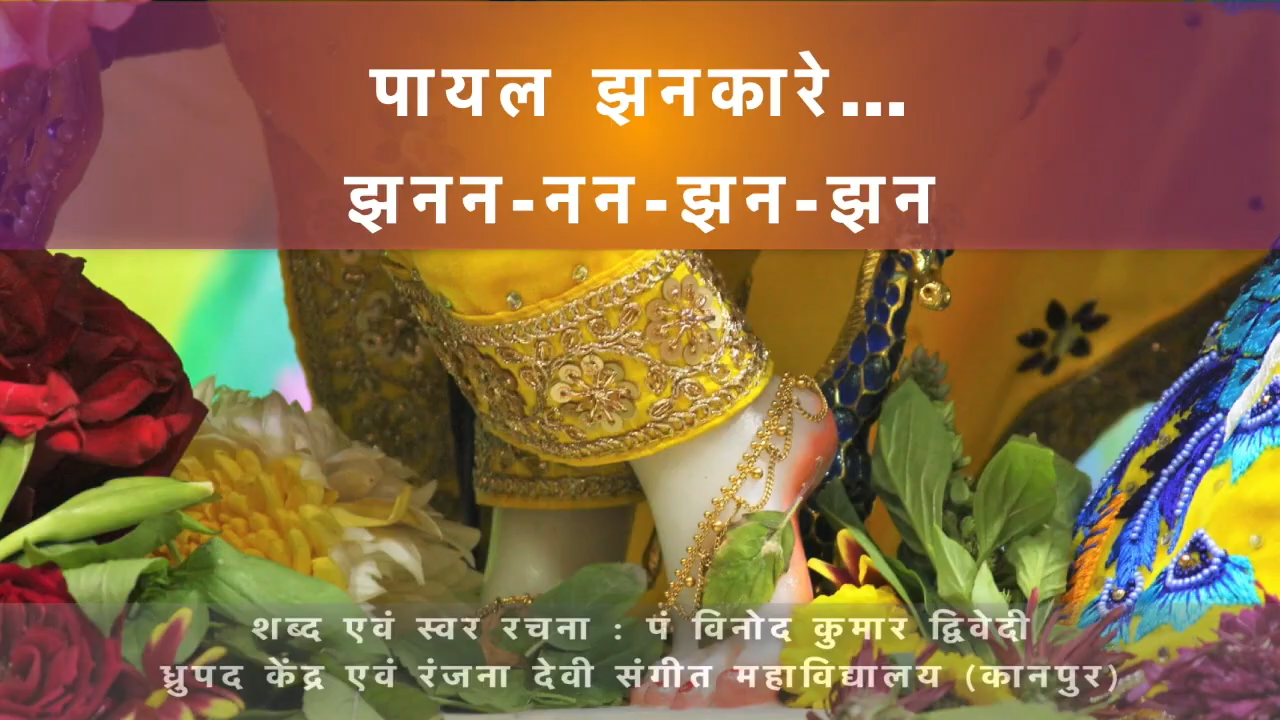 पायल झनकारे...
झनन-नन-झन-झन
शब्द एवं स्वर रचना : पं विनोद कुमार द्विवेदी
ध्रुपद केंद्र एवं रंजना देवी संगीत महाविद्यालय (कानपुर)